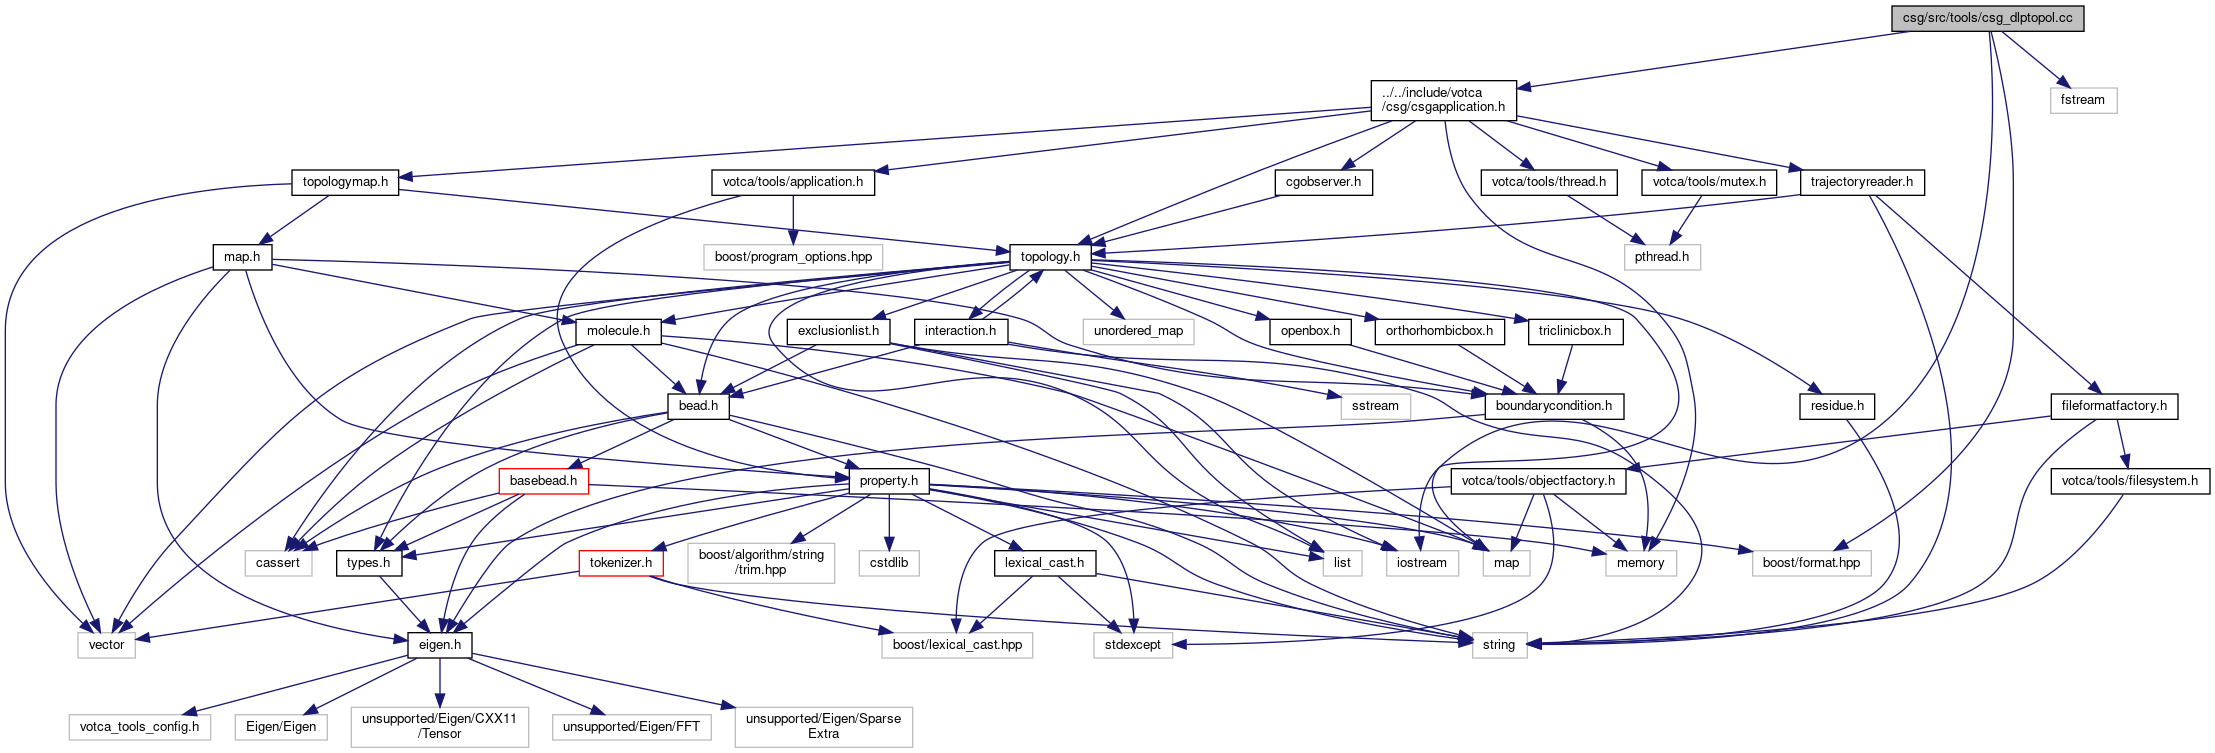 csg/src/tools/csg_dlptopol.cc
../../include/votca
/csg/csgapplication.h
fstream
topologymap.h
votca/tools/application.h
cgobserver.h
votca/tools/thread.h
votca/tools/mutex.h
trajectoryreader.h
map.h
boost/program_options.hpp
topology.h
pthread.h
molecule.h
exclusionlist.h
interaction.h
unordered_map
openbox.h
orthorhombicbox.h
triclinicbox.h
bead.h
sstream
boundarycondition.h
residue.h
fileformatfactory.h
basebead.h
property.h
votca/tools/objectfactory.h
votca/tools/filesystem.h
cassert
types.h
tokenizer.h
boost/algorithm/string
/trim.hpp
cstdlib
lexical_cast.h
list
iostream
map
memory
boost/format.hpp
vector
eigen.h
boost/lexical_cast.hpp
stdexcept
string
votca_tools_config.h
Eigen/Eigen
unsupported/Eigen/CXX11
/Tensor
unsupported/Eigen/FFT
unsupported/Eigen/Sparse
Extra